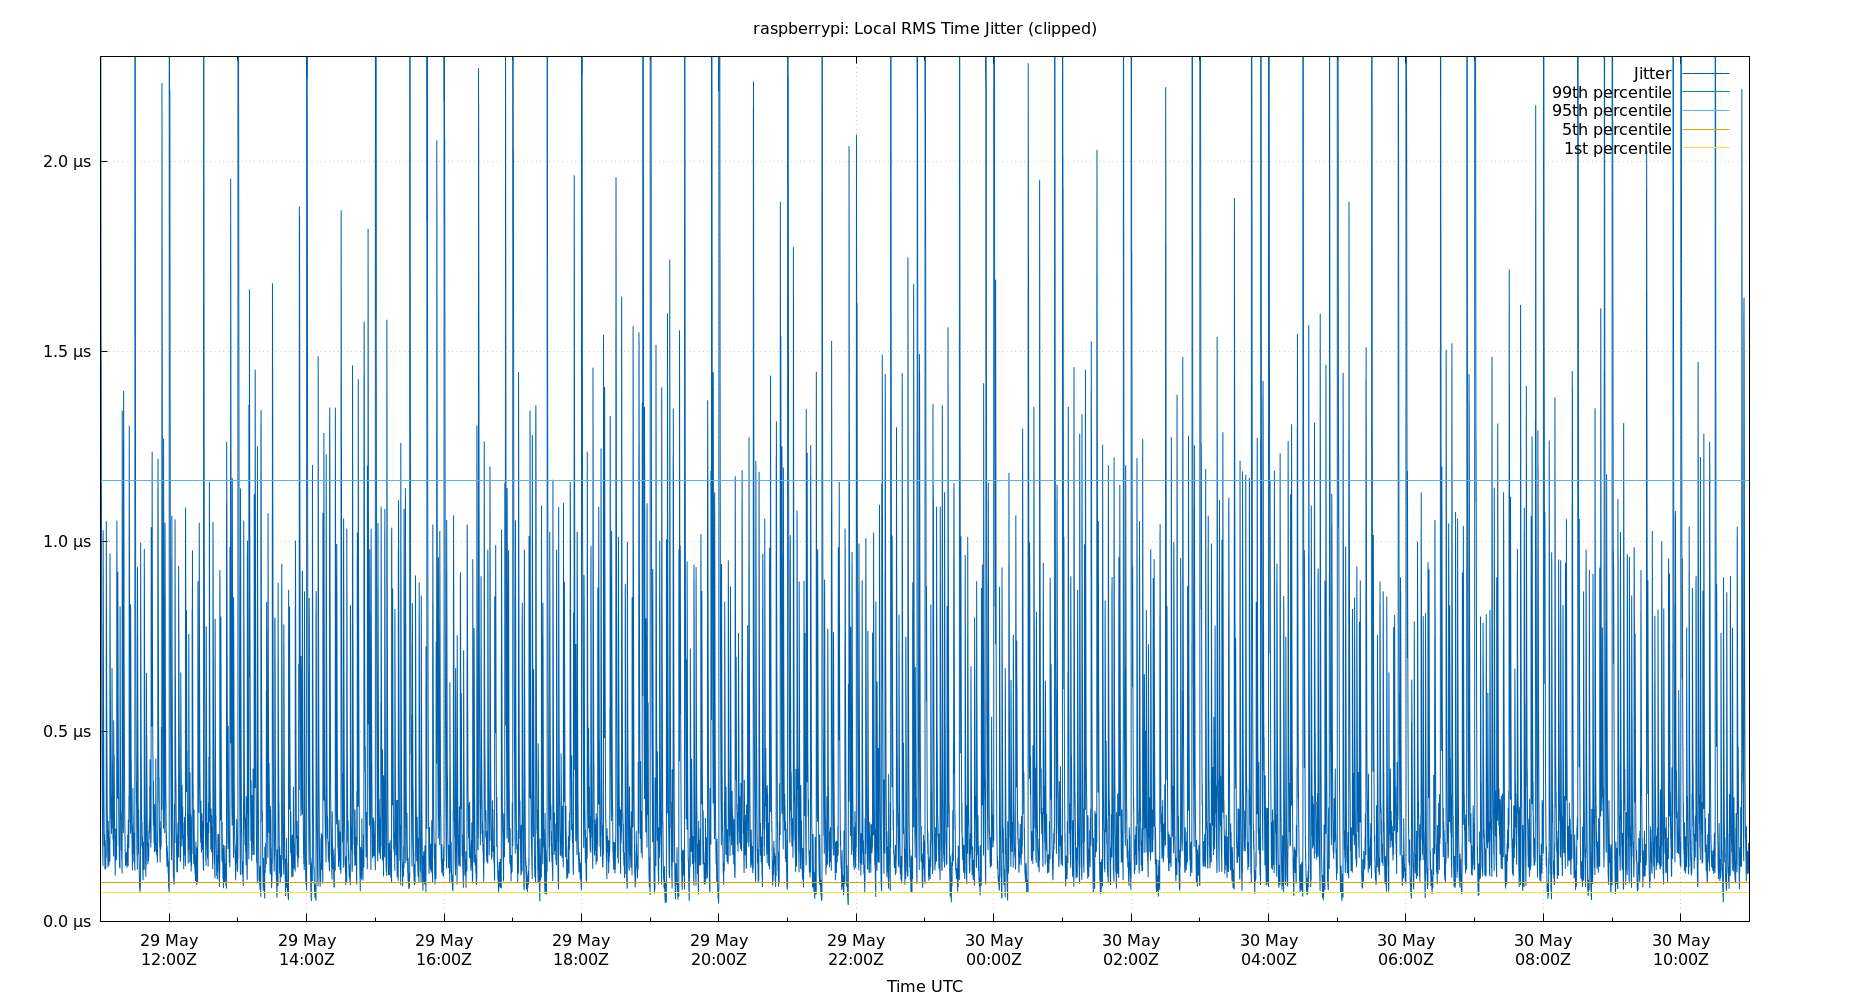 raspberrypi: Local RMS Time Jitter (clipped)
Jitter
99th percentile
95th percentile
5th percentile
1st percentile
2.0 µs
1.5 µs
1.0 µs
0.5 µs
0.0 µs
29 May 29 May 29 May 29 May 29 May 29 May 30 May 30 May 30 May 30 May 30 May 30 May
12:00Z 14:00Z 16:00Z 18:00Z 20:00Z 22:00Z 00:00Z 02:00Z 04:00Z 06:00Z 08:00Z 10:00Z
Time UTC